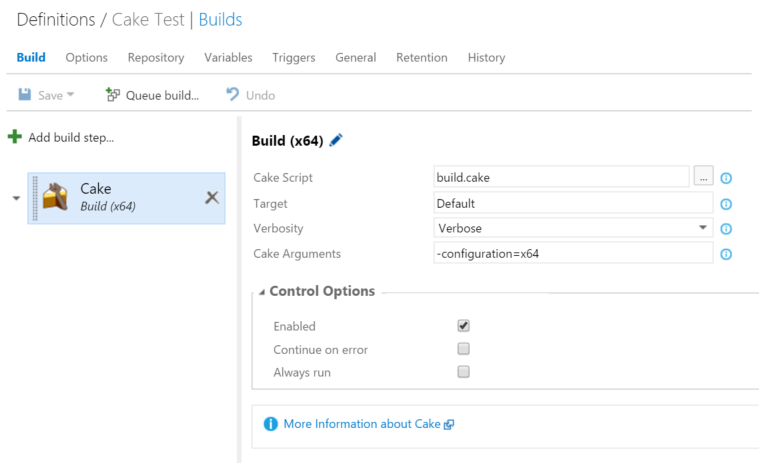 Definitions / Cake Test | Builds
Build Options Repository Variables Triggers General Retention History
Save Queue build... Undo
Add build step...
Cake
Build (x64)
Build (x64)
Cake Script build.cake ...
Target Default
Verbosity Verbose
Cake Arguments -configuration=x64
Control Options
Enabled
Continue on error
Always run
More Information about Cake